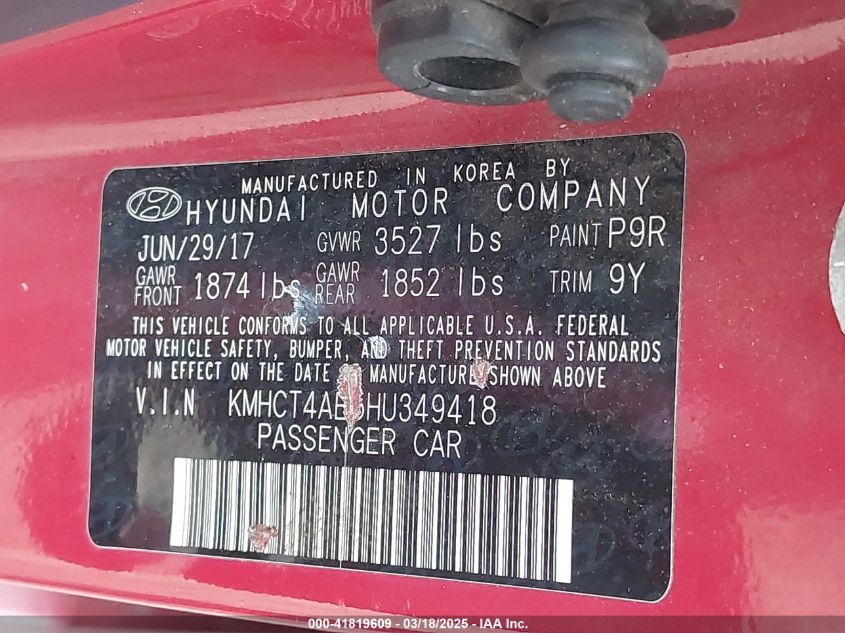 MANUFACTURED IN KOREA BY
HYUNDAI MOTOR COMPANY
JUN/29/17 GVWR 3527 lbs PAINT P9R
GAWR FRONT 1874 lbs GAWR REAR 1852 lbs TRIM 9Y
THIS VEHICLE CONFORMS TO ALL APPLICABLE U.S.A. FEDERAL
MOTOR VEHICLE SAFETY, BUMPER, AND THEFT PREVENTION STANDARDS
IN EFFECT ON THE DATE MANUFACTURE SHOWN ABOVE
V.I.N KMHCT4AE5HU349418
PASSENGER CAR
000-41819609 - 03/18/2025 - IAA Inc.